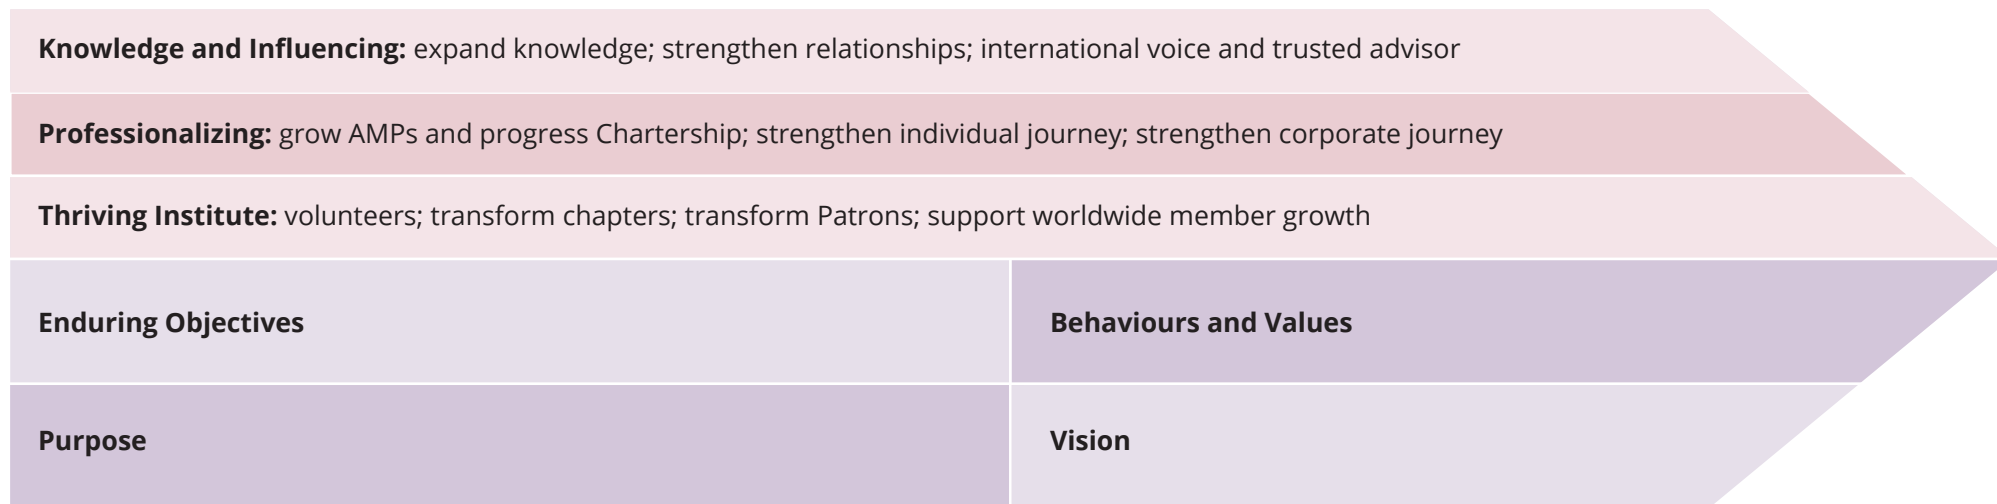 Knowledge and Influencing: expand knowledge; strengthen relationships; international voice and trusted advisor
Professionalizing: grow AMPs and progress Chartership; strengthen individual journey; strengthen corporate journey
Thriving Institute: volunteers; transform chapters; transform Patrons; support worldwide member growth
Enduring Objectives
Behaviours and Values
Purpose
Vision